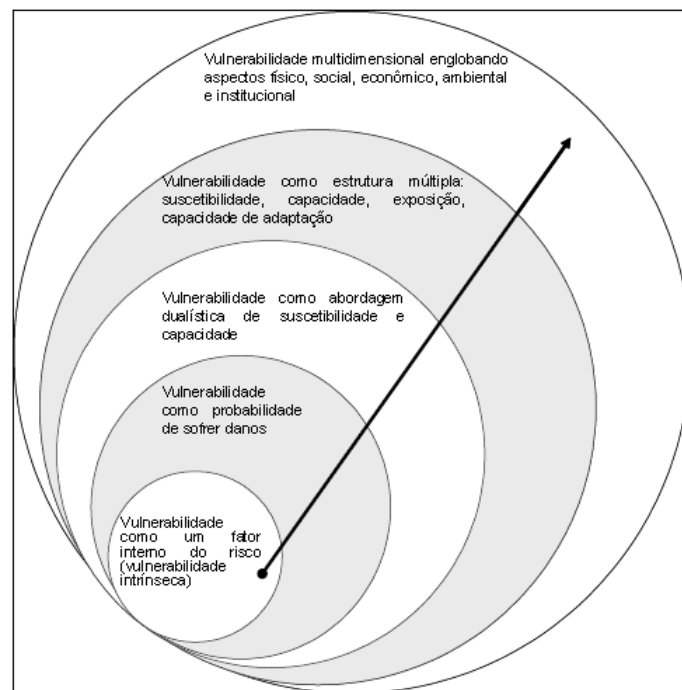 Vulnerabilidade multidimensional englobando
aspectos físico, social, econômico, ambiental
e institucional
Vulnerabilidade como estrutura múltipla:
suscetibilidade, capacidade, exposição,
capacidade de adaptação
Vulnerabilidade como abordagem
dualística de suscetibilidade e
capacidade
Vulnerabilidade
como probabilidade
de sofrer danos
Vulnerabilidade
como um fator
interno do risco
(vulnerabilidade
intrínseca)